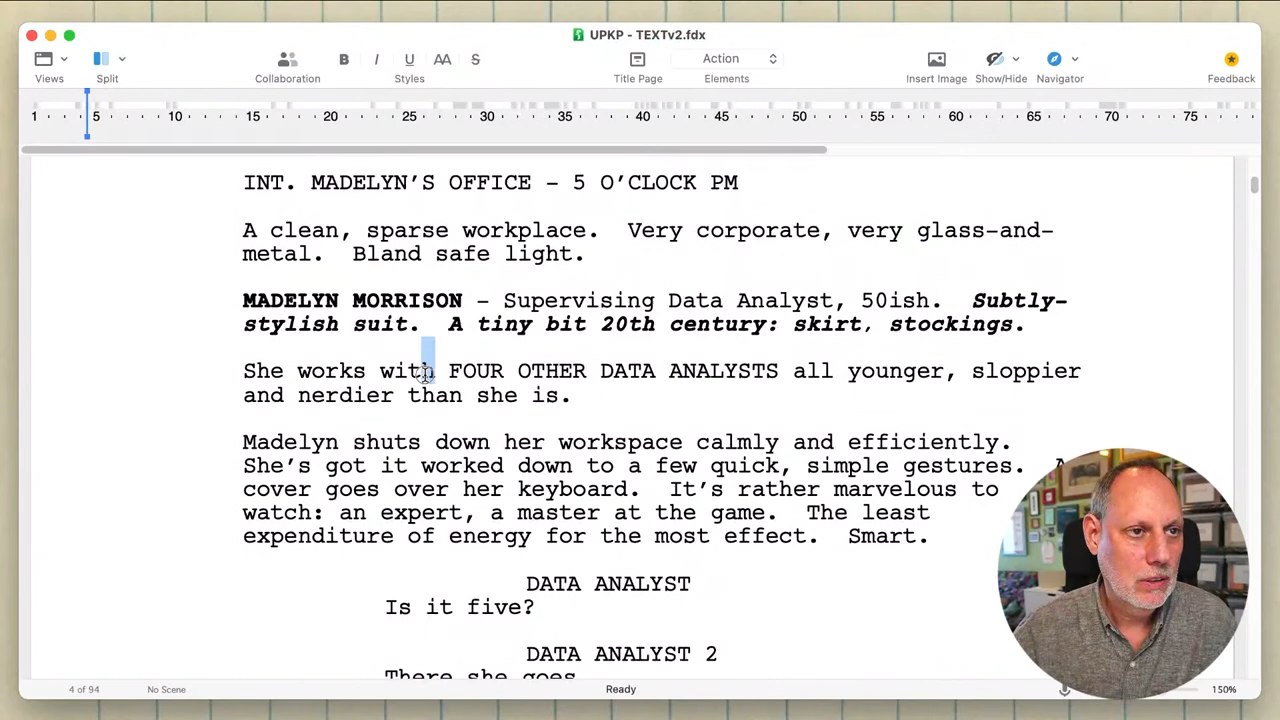 UPKP - TEXTv2.fdx
B I U AA S Action
Views Split Collaboration Styles Title Page Elements Insert Image Show/Hide Navigator Feedback
1 5 10 15 20 25 30 35 40 45 50 55 60 65 70 75
INT. MADELYN’S OFFICE – 5 O’CLOCK PM
A clean, sparse workplace.  Very corporate, very glass-and-
metal.  Bland safe light.
MADELYN MORRISON – Supervising Data Analyst, 50ish.  Subtly-
stylish suit.  A tiny bit 20th century: skirt, stockings.
She works with FOUR OTHER DATA ANALYSTS all younger, sloppier
and nerdier than she is.
Madelyn shuts down her workspace calmly and efficiently.
She’s got it worked down to a few quick, simple gestures.
cover goes over her keyboard.  It’s rather marvelous to
watch: an expert, a master at the game.  The least
expenditure of energy for the most effect.  Smart.
DATA ANALYST
Is it five?
DATA ANALYST 2
There she goes
4 of 94 No Scene Ready 150%